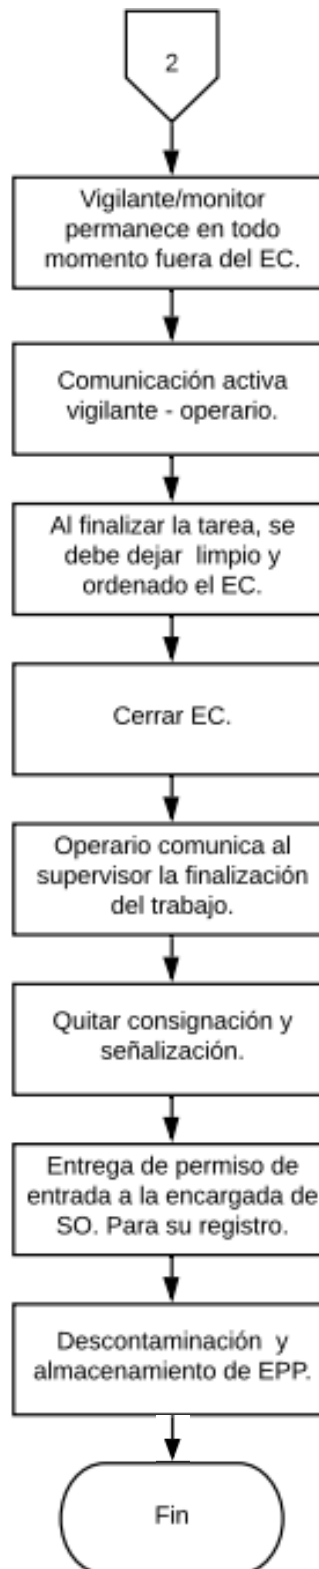 2
Vigilante/monitor
permanece en todo
momento fuera del EC.
Comunicación activa
vigilante - operario.
Al finalizar la tarea, se
debe dejar limpio y
ordenado el EC.
Cerrar EC.
Operario comunica al
supervisor la finalización
del trabajo.
Quitar consignación y
señalización.
Entrega de permiso de
entrada a la encargada de
SO. Para su registro.
Descontaminación y
almacenamiento de EPP.
Fin